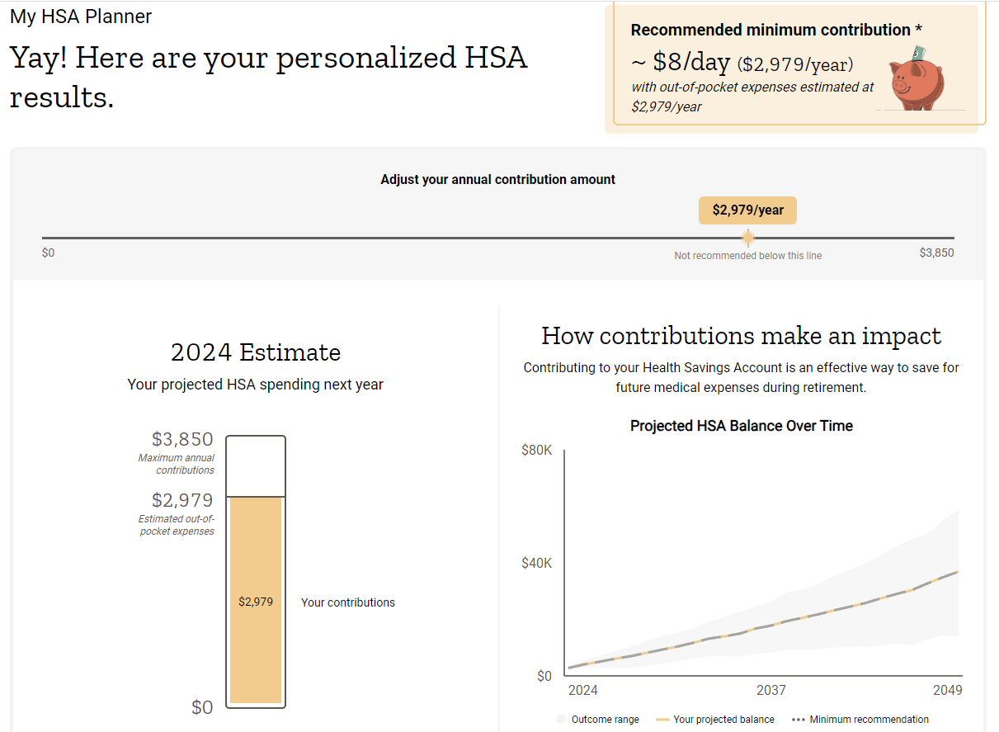 My HSA Planner
Yay! Here are your personalized HSA
results.
Recommended minimum contribution *
~ $8/day ($2,979/year)
with out-of-pocket expenses estimated at
$2,979/year
Adjust your annual contribution amount
$2,979/year
$0
Not recommended below this line
$3,850
2024 Estimate
Your projected HSA spending next year
$3,850
Maximum annual
contributions
$2,979
Estimated out-of-
pocket expenses
$2,979
Your contributions
$0
How contributions make an impact
Contributing to your Health Savings Account is an effective way to save for
future medical expenses during retirement.
Projected HSA Balance Over Time
$80K
$40K
$0
2024 2037 2049
Outcome range Your projected balance Minimum recommendation